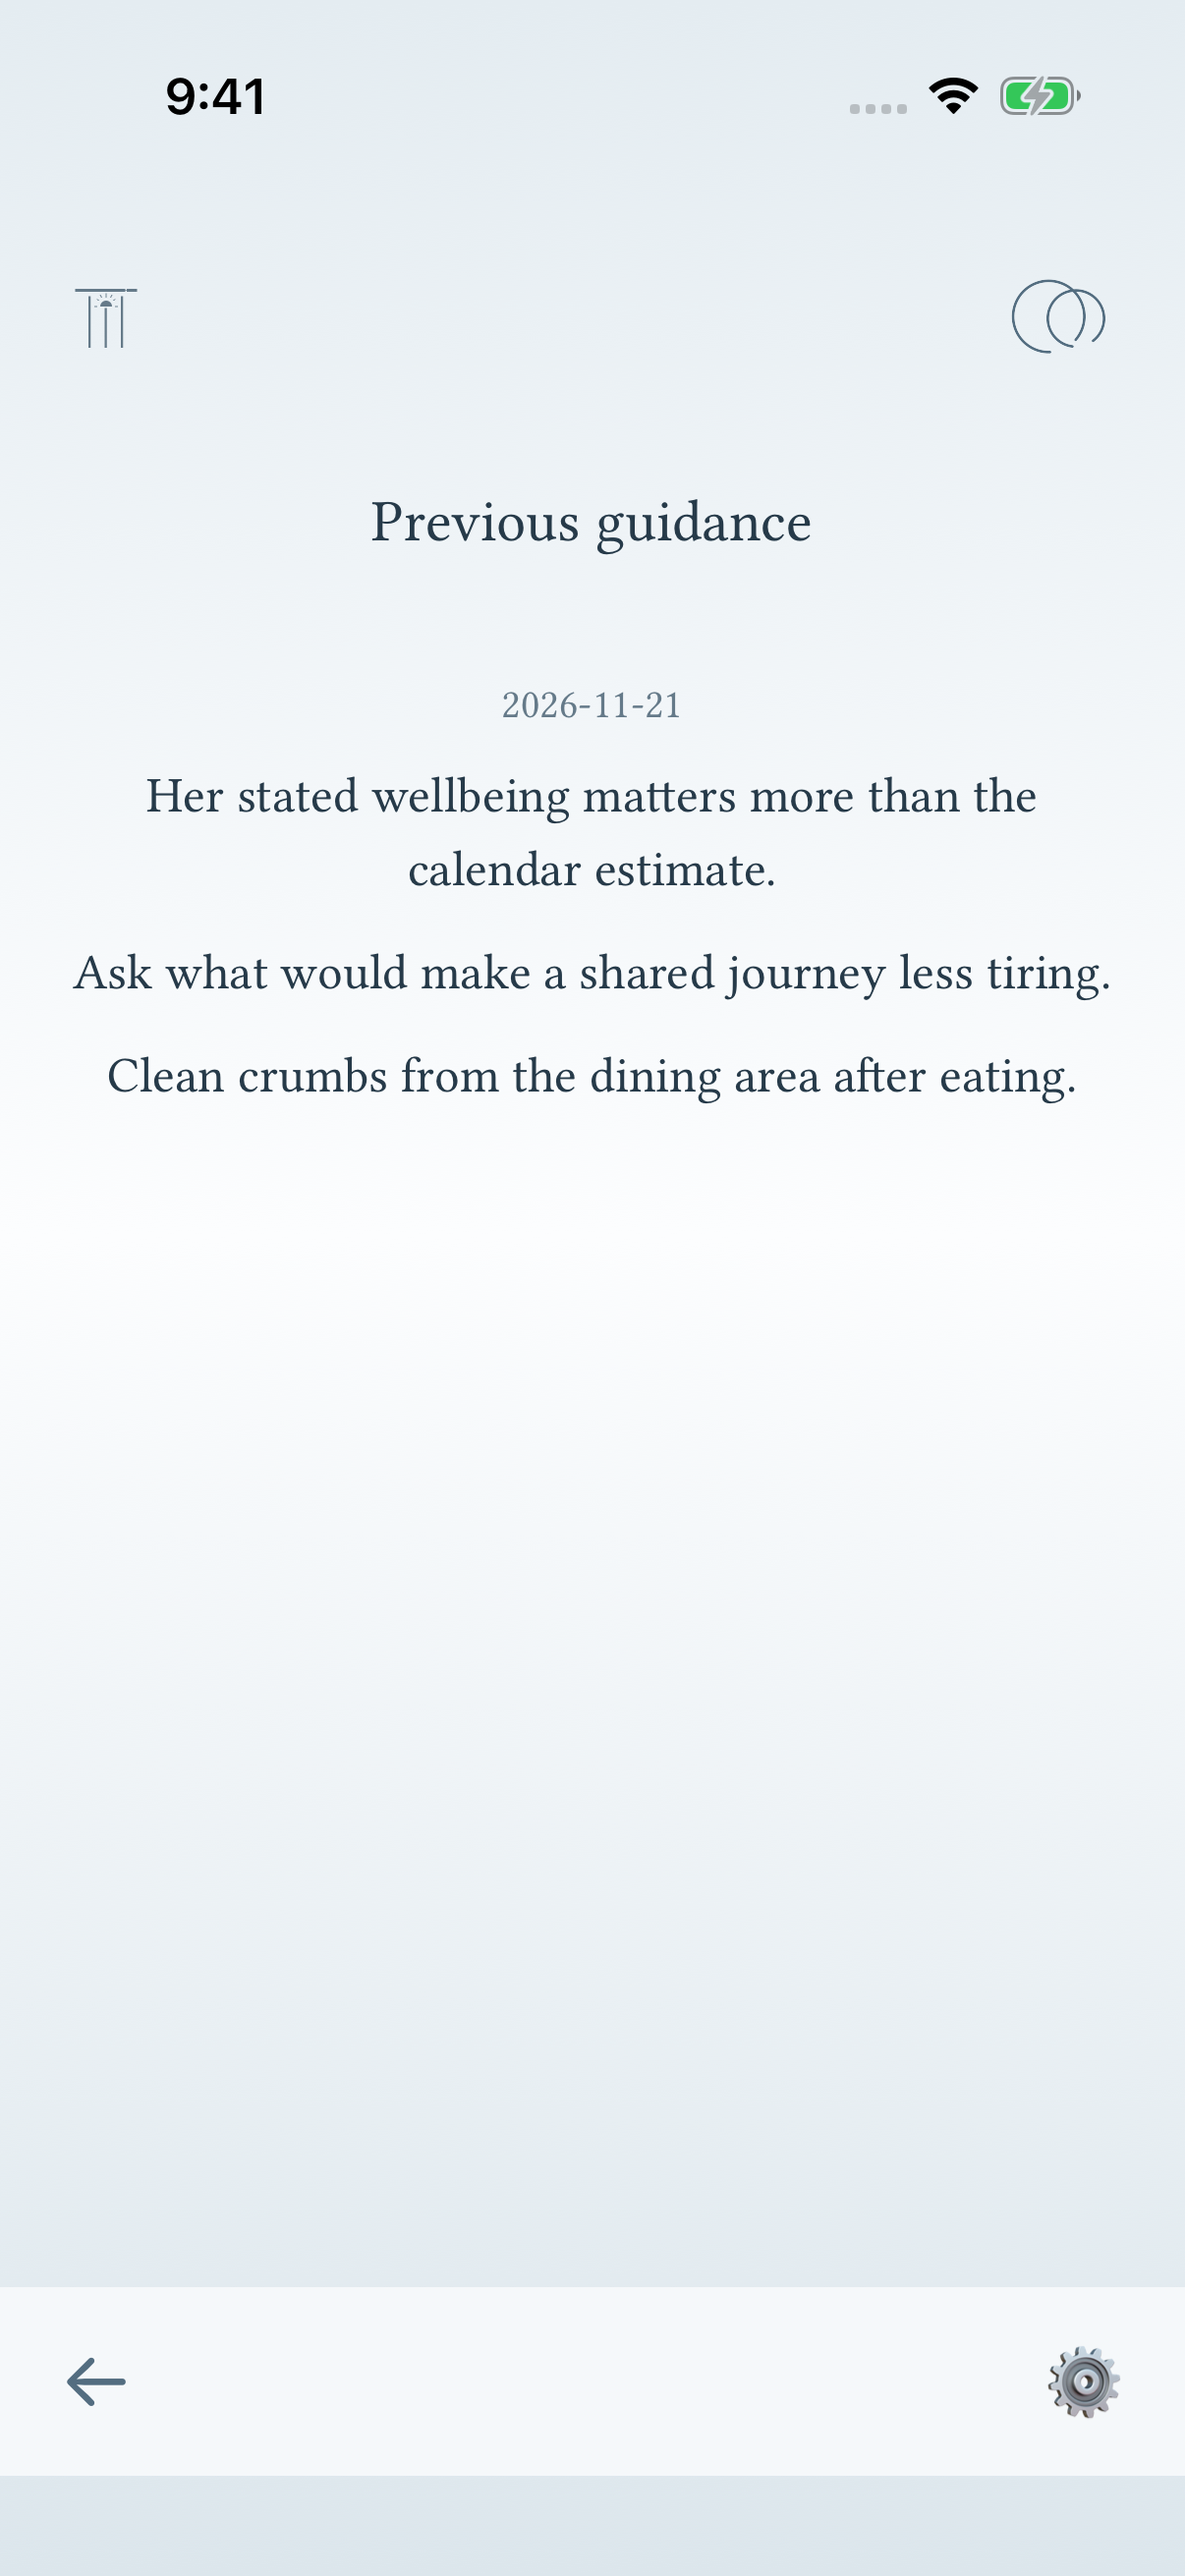 9:41
Previous guidance
2026-11-21
Her stated wellbeing matters more than the
calendar estimate.
Ask what would make a shared journey less tiring.
Clean crumbs from the dining area after eating.